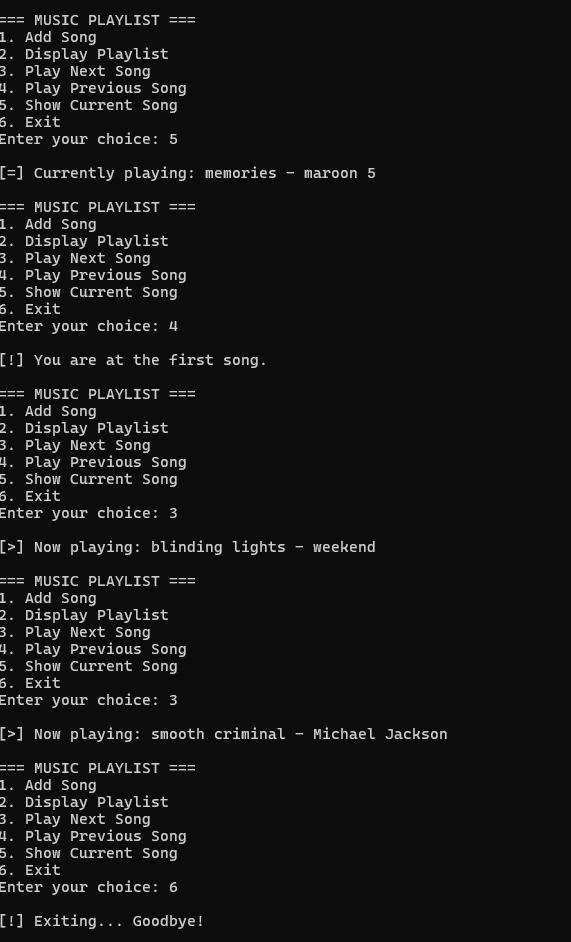 === MUSIC PLAYLIST ===
1. Add Song
2. Display Playlist
3. Play Next Song
4. Play Previous Song
5. Show Current Song
6. Exit
Enter your choice: 5
[=] Currently playing: memories - maroon 5
=== MUSIC PLAYLIST ===
1. Add Song
2. Display Playlist
3. Play Next Song
4. Play Previous Song
5. Show Current Song
6. Exit
Enter your choice: 4
[!] You are at the first song.
=== MUSIC PLAYLIST ===
1. Add Song
2. Display Playlist
3. Play Next Song
4. Play Previous Song
5. Show Current Song
6. Exit
Enter your choice: 3
[>] Now playing: blinding lights - weekend
=== MUSIC PLAYLIST ===
1. Add Song
2. Display Playlist
3. Play Next Song
4. Play Previous Song
5. Show Current Song
6. Exit
Enter your choice: 3
[>] Now playing: smooth criminal - Michael Jackson
=== MUSIC PLAYLIST ===
1. Add Song
2. Display Playlist
3. Play Next Song
4. Play Previous Song
5. Show Current Song
6. Exit
Enter your choice: 6
[!] Exiting... Goodbye!